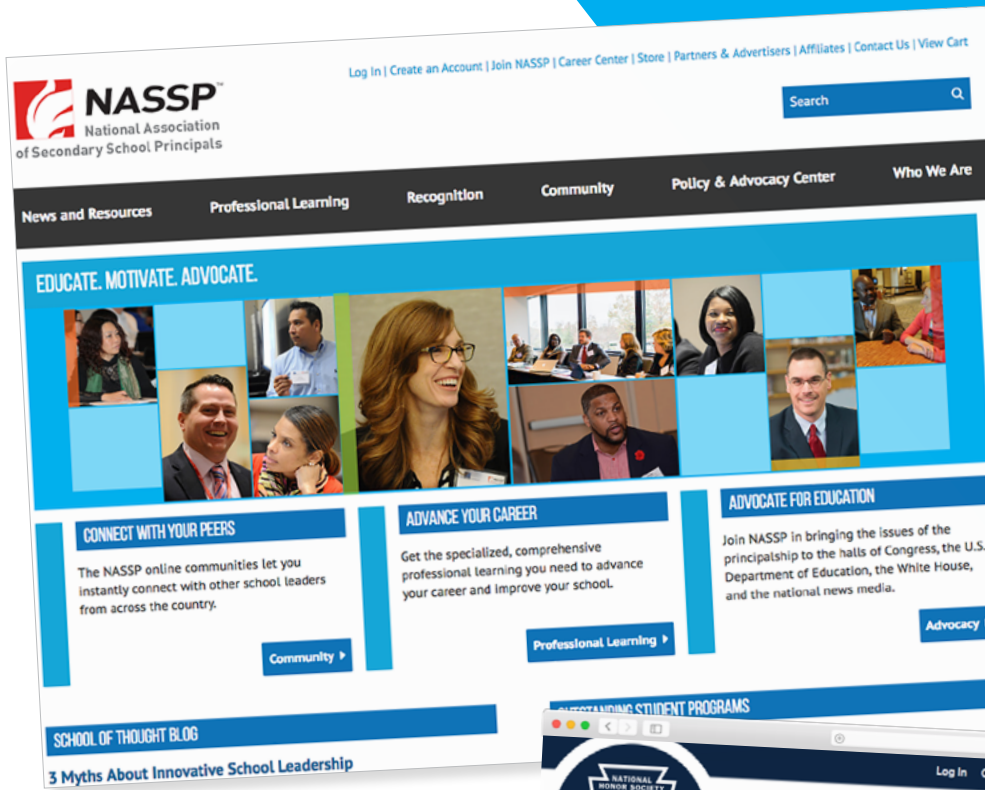 Log In | Create an Account | Join NASSP | Career Center | Store | Partners & Advertisers | Affiliates | Contact Us | View Cart
NASSP™
National Association
of Secondary School Principals
Search
News and Resources
Professional Learning
Recognition
Community
Policy & Advocacy Center
Who We Are
EDUCATE. MOTIVATE. ADVOCATE.
CONNECT WITH YOUR PEERS
The NASSP online communities let you
instantly connect with other school leaders
from across the country.
Community
ADVANCE YOUR CAREER
Get the specialized, comprehensive
professional learning you need to advance
your career and improve your school.
Professional Learning
ADVOCATE FOR EDUCATION
Join NASSP in bringing the issues of the
principalship to the halls of Congress, the U.S.
Department of Education, the White House,
and the national news media.
Advocacy
SCHOOL OF THOUGHT BLOG
3 Myths About Innovative School Leadership
OUTSTANDING STUDENT PROGRAMS
NATIONAL
HONOR SOCIETY
Log In